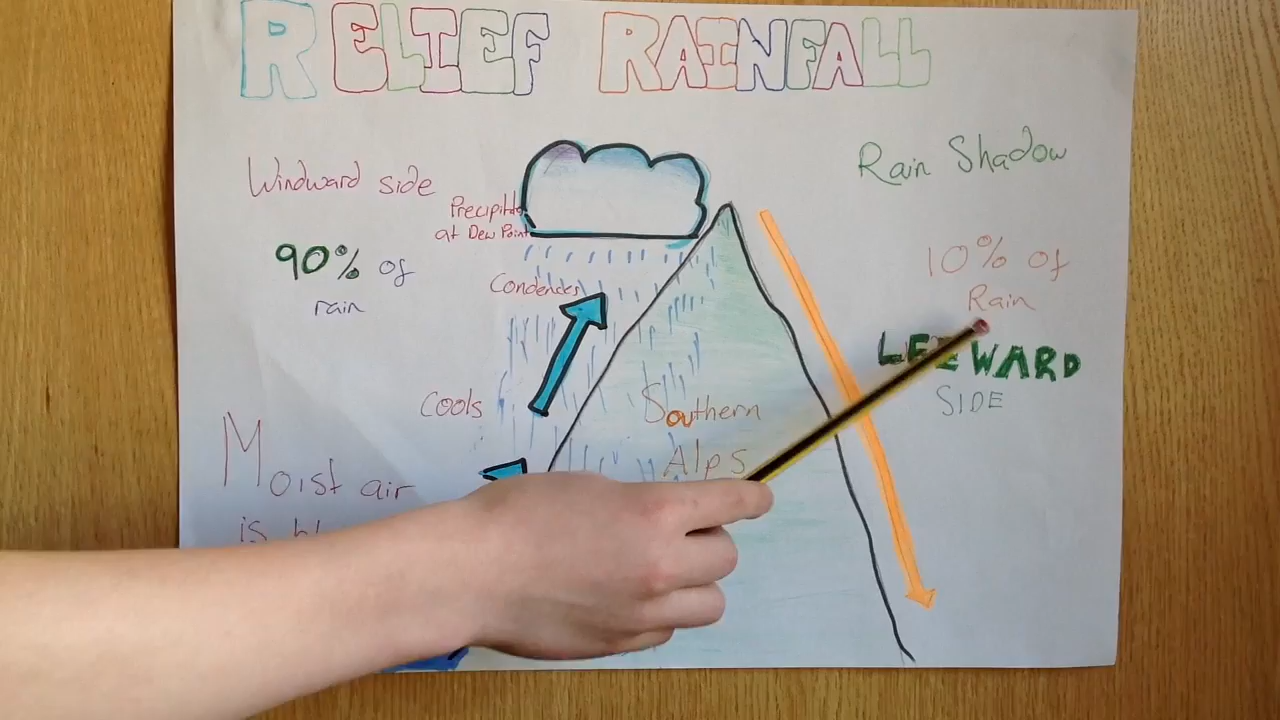 RELIEF RAINFALL
Windward side
90% of
rain
Precipitates
at Dew Point
Condenses
Cools
Moist air
is
Southern
Alps
Rain Shadow
10% of
Rain
LEEWARD
SIDE